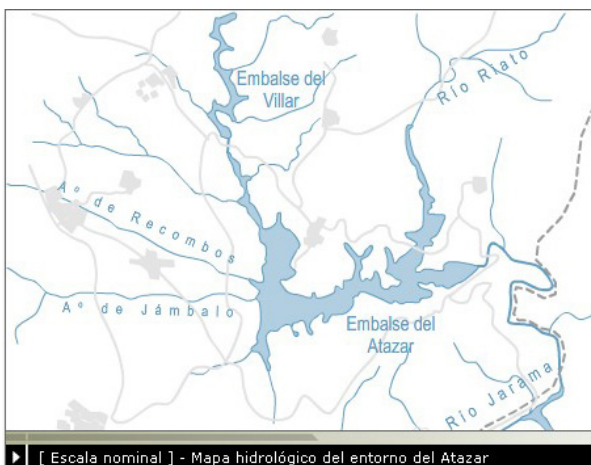 Embalse del
Villar
Río Riato
Aº de Recombos
Aº de Jámbalo
Embalse del
Atazar
Río Jarama
[ Escala nominal ] - Mapa hidrológico del entorno del Atazar